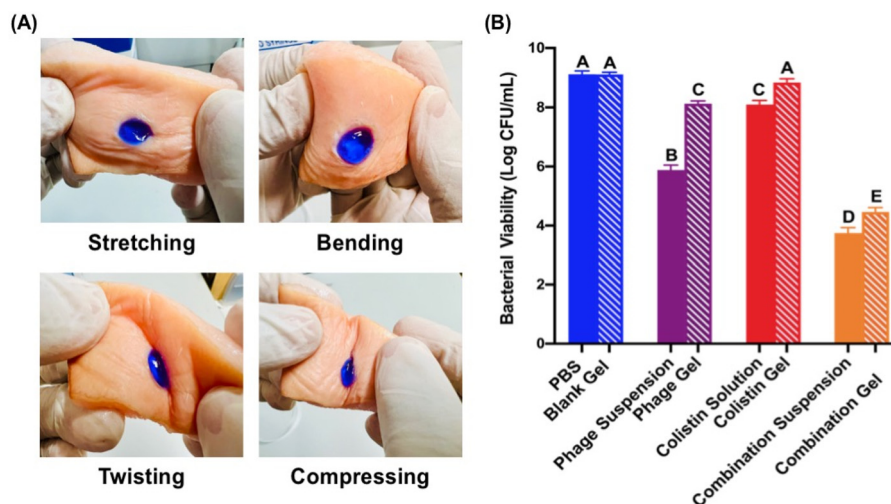 (A)
Stretching
Bending
Twisting
Compressing
(B)
Bacterial Viability (Log CFU/mL)
10
8
6
4
2
0
A
A
B
C
C
A
D
E
PBS
Blank Gel
Phage Suspension
Phage Gel
Colistin Solution
Colistin Gel
Combination Suspension
Combination Gel